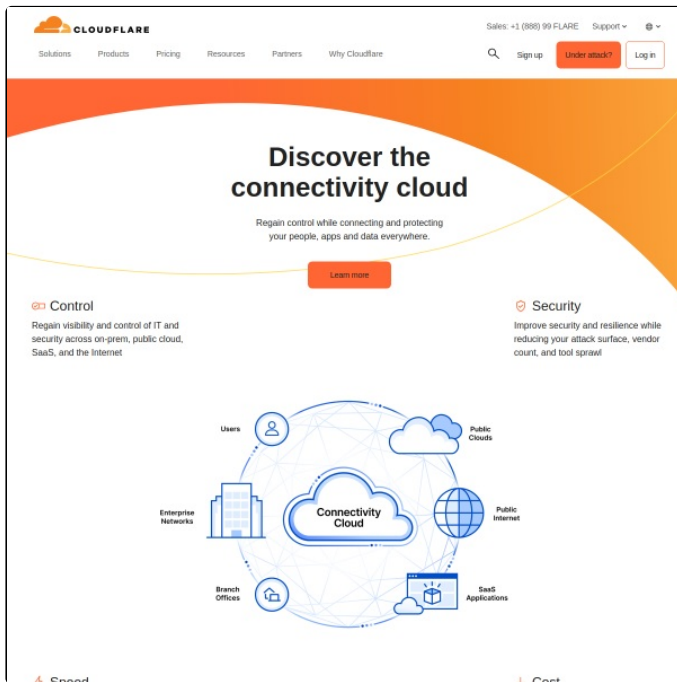 CLOUDFLARE
Sales: +1 (888) 99 FLARE Support
Solutions Products Pricing Resources Partners Why Cloudflare
Sign up Under attack? Log in
Discover the
connectivity cloud
Regain control while connecting and protecting
your people, apps and data everywhere.
Learn more
Control
Regain visibility and control of IT and
security across on-prem, public cloud,
SaaS, and the Internet
Security
Improve security and resilience while
reducing your attack surface, vendor
count, and tool sprawl
Users
Public
Clouds
Enterprise
Networks
Connectivity
Cloud
Public
Internet
Branch
Offices
SaaS
Applications
Speed
Cost